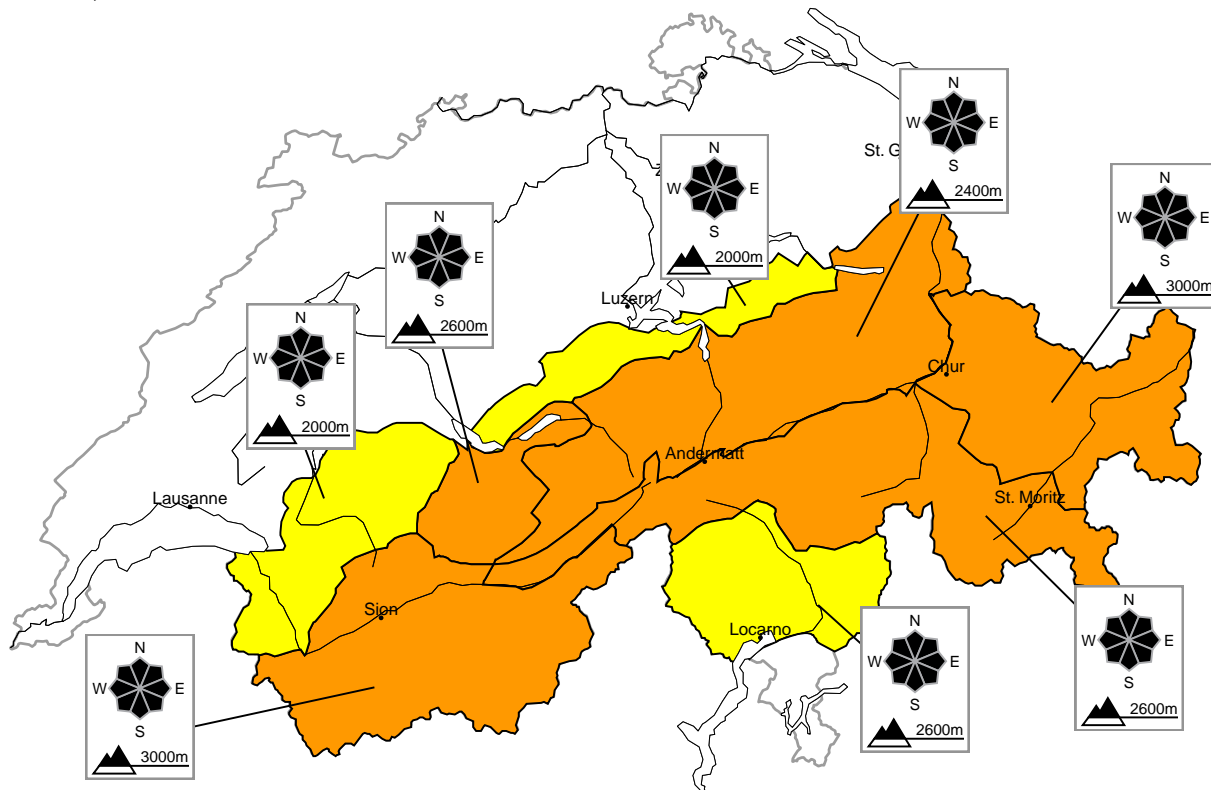 N
W E
S
2400m
St. G
N
W E
S
2000m
N
W E
S
3000m
N
W E
S
2600m
Luzern
N
W E
S
2000m
Chur
Andermatt
Lausanne
St. Moritz
Sion
Locarno
N
W E
S
2600m
N
W E
S
2600m
N
W E
S
3000m